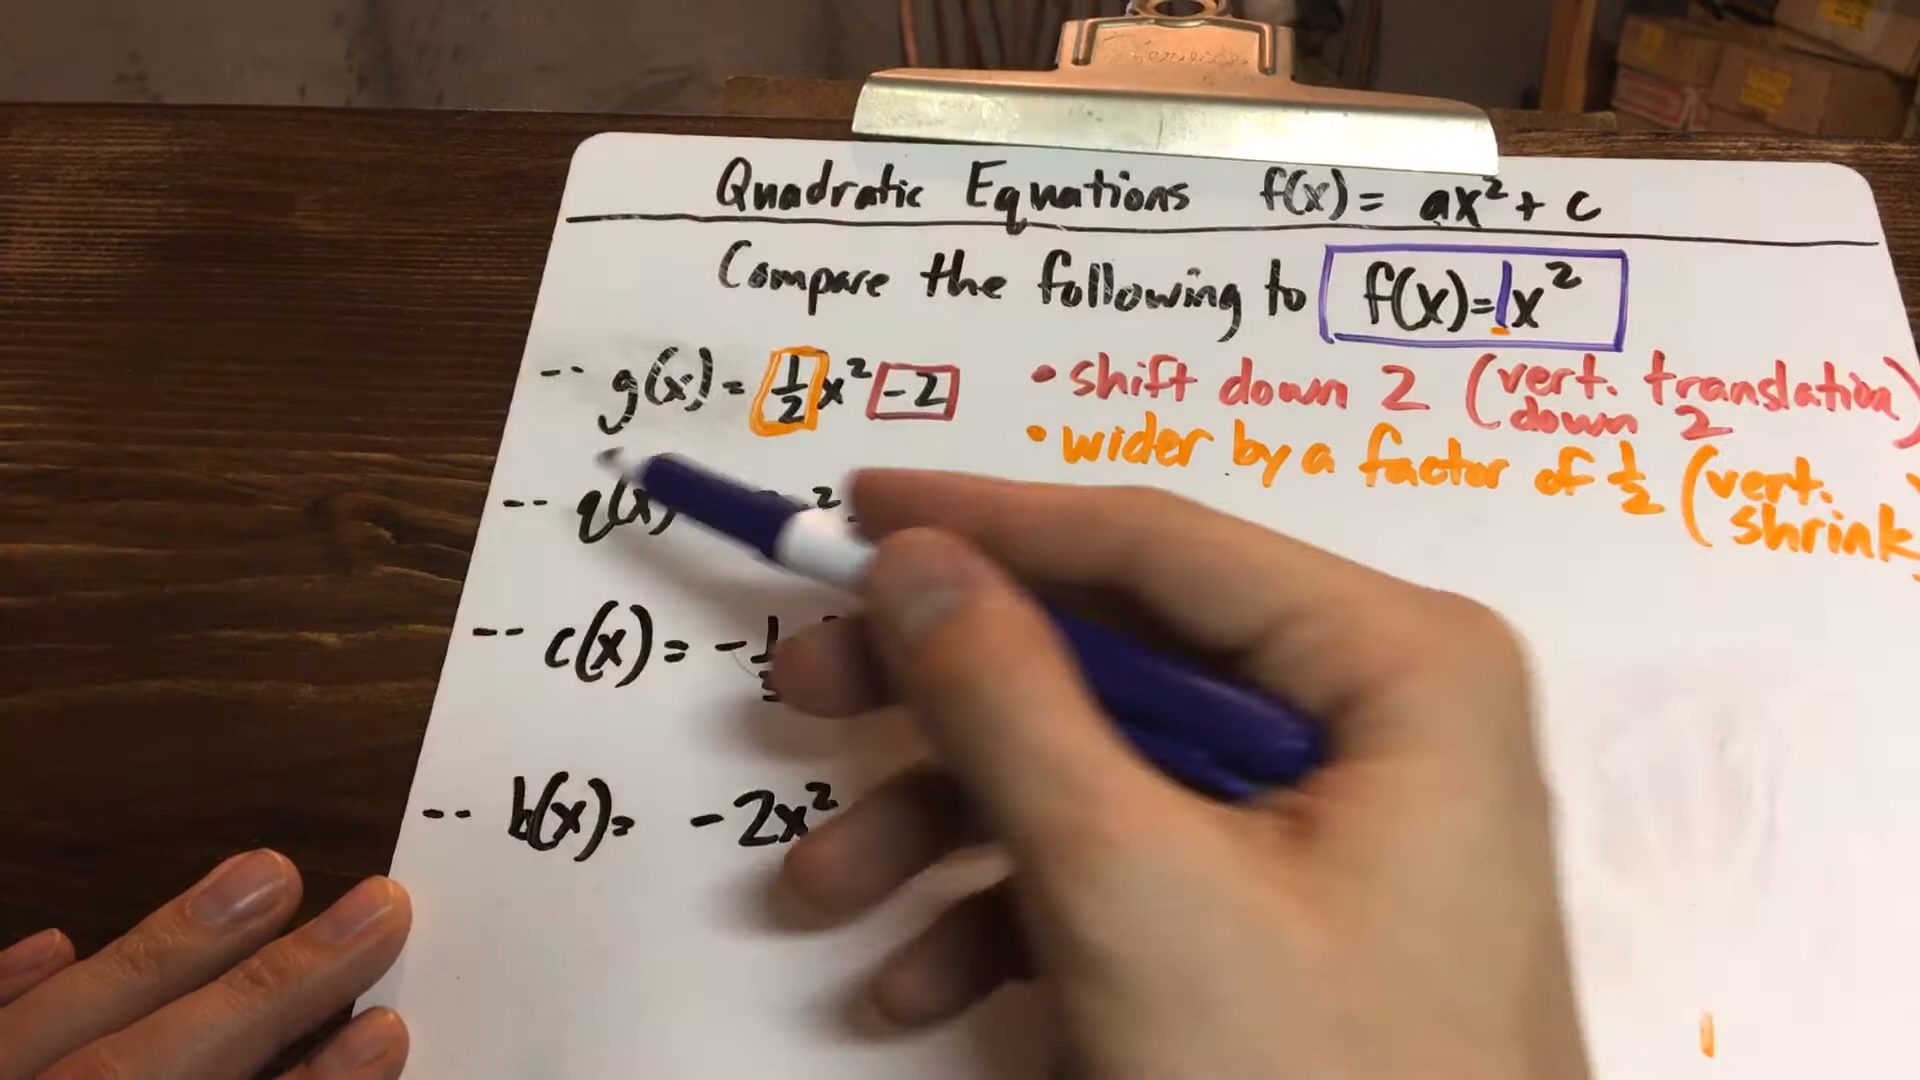 Quadratic Equations f(x) = ax² + c
Compare the following to f(x)=1x²
-- g(x) = 1/2 x² -2
• shift down 2 (vert. translation) down 2
• wider by a factor of 1/2 (vert. shrink
-- q(x)
-- c(x) = -1
-- b(x) = -2x²